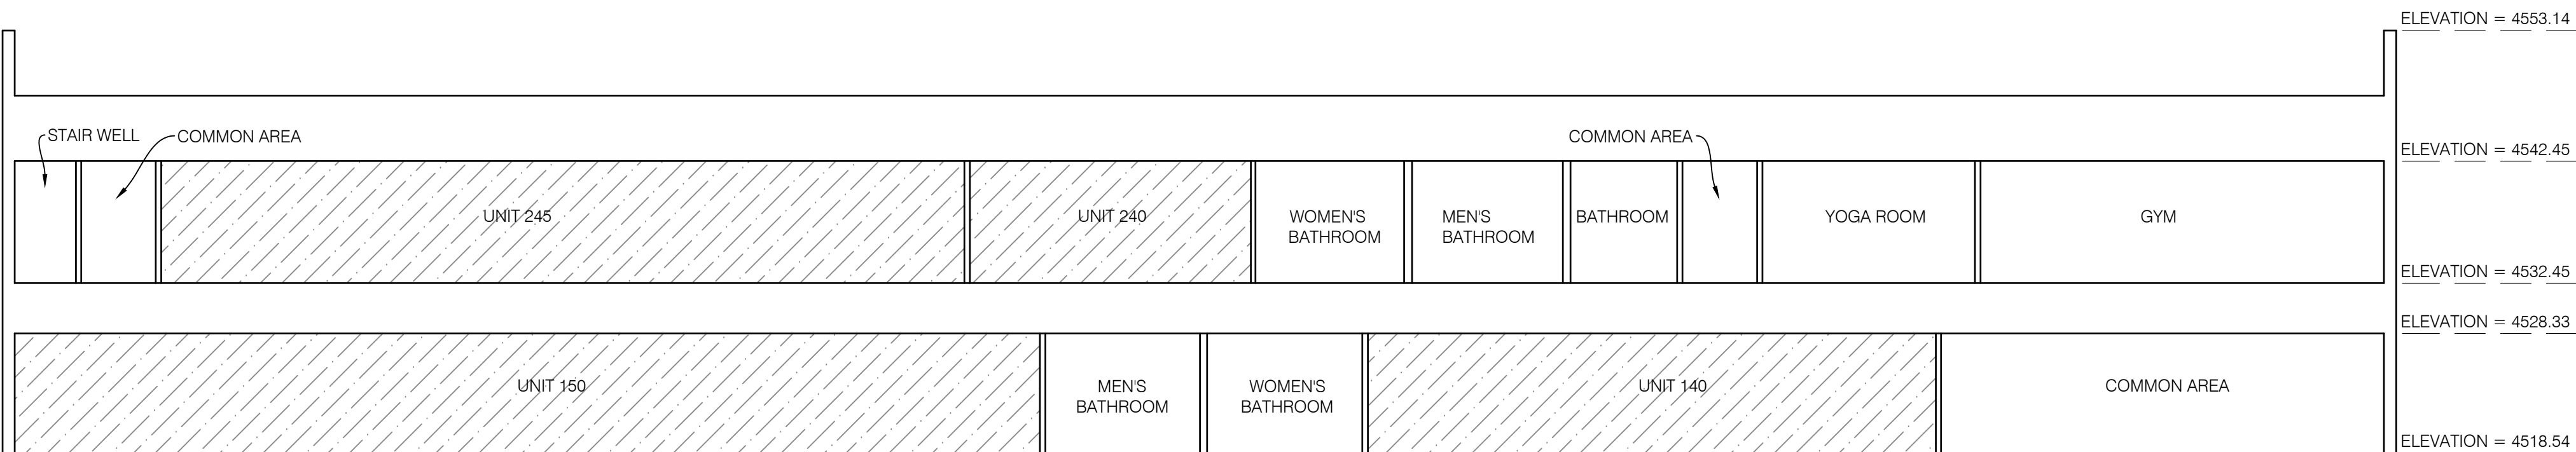 ELEVATION = 4553.14
STAIR WELL
COMMON AREA
COMMON AREA
ELEVATION = 4542.45
UNIT 245
UNIT 240
WOMEN'S
BATHROOM
MEN'S
BATHROOM
BATHROOM
YOGA ROOM
GYM
ELEVATION = 4532.45
ELEVATION = 4528.33
UNIT 150
MEN'S
BATHROOM
WOMEN'S
BATHROOM
UNIT 140
COMMON AREA
ELEVATION = 4518.54